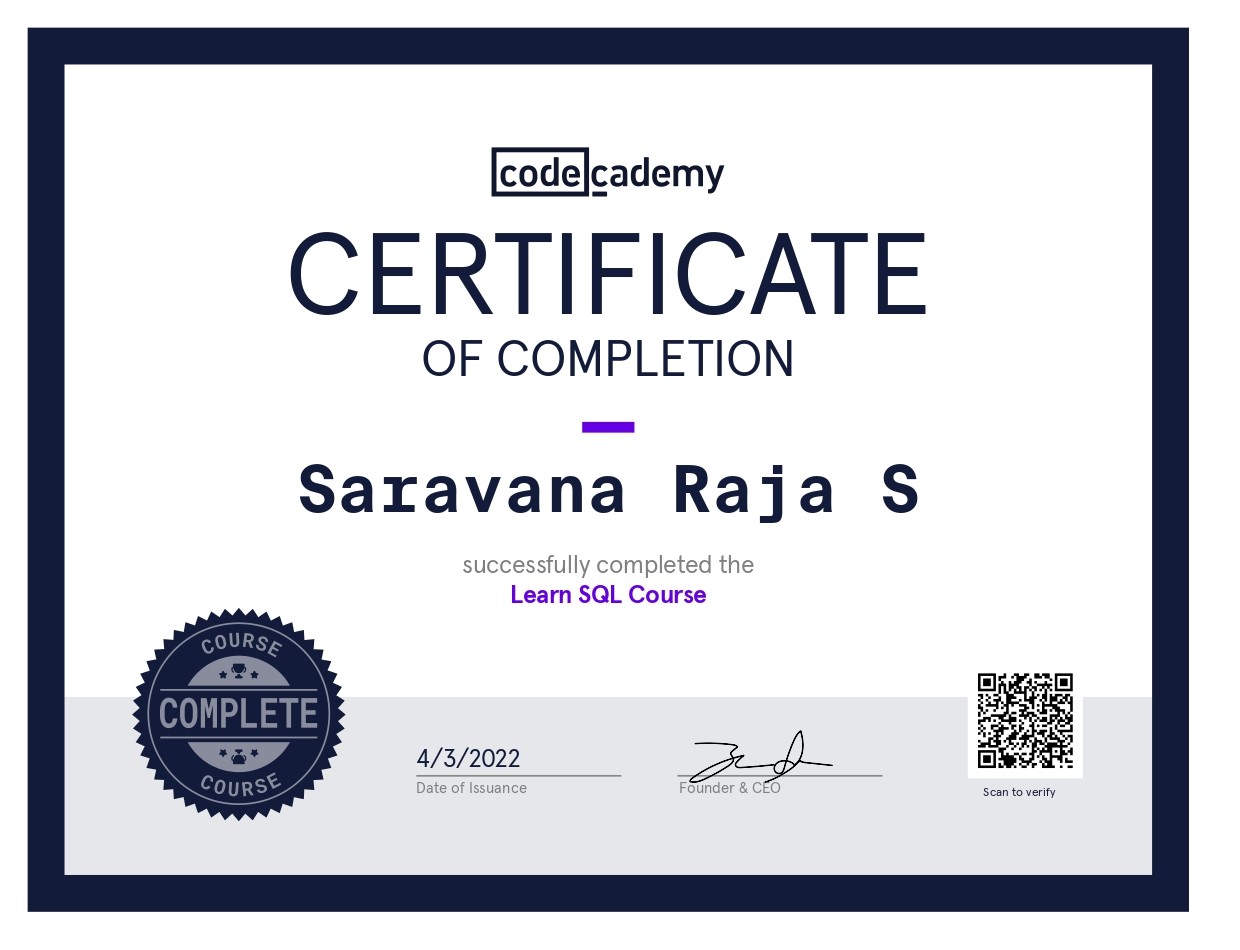 codecademy
CERTIFICATE
OF COMPLETION
Saravana Raja S
successfully completed the
Learn SQL Course
COURSE
COMPLETE
COURSE
4/3/2022
Date of Issuance
Founder & CEO
Scan to verify